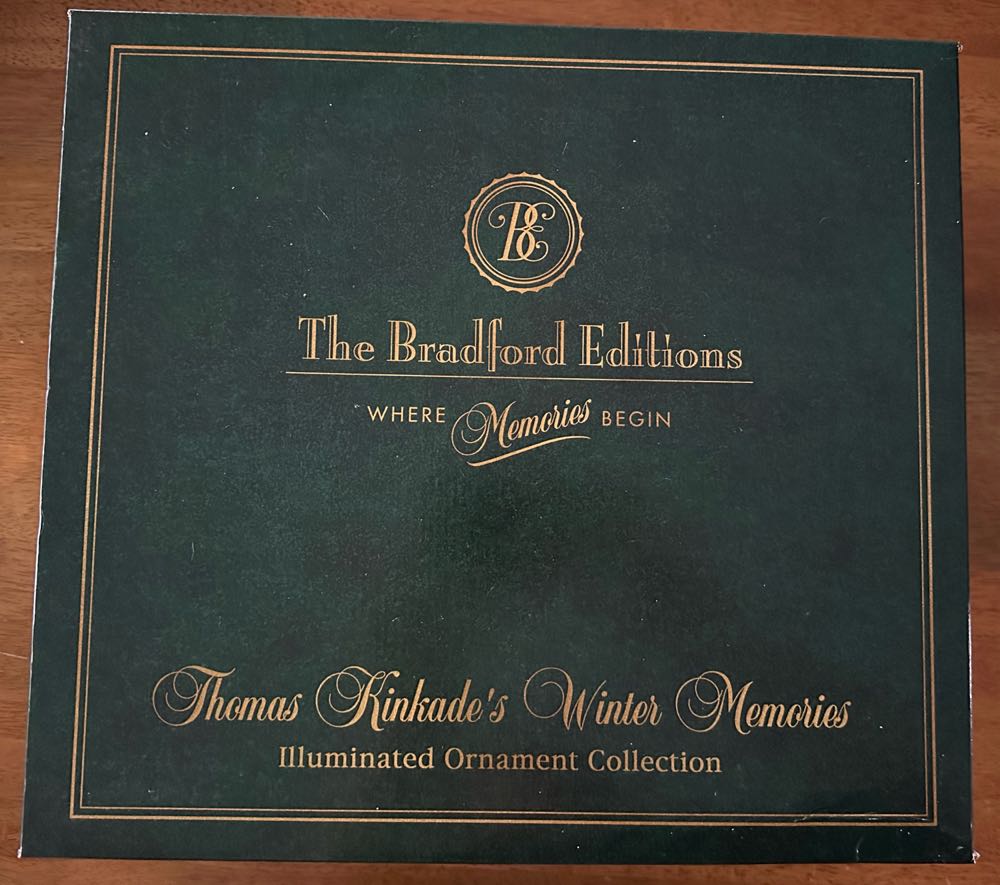 BE
The Bradford Editions
WHERE Memories BEGIN
Thomas Kinkade's Winter Memories
Illuminated Ornament Collection